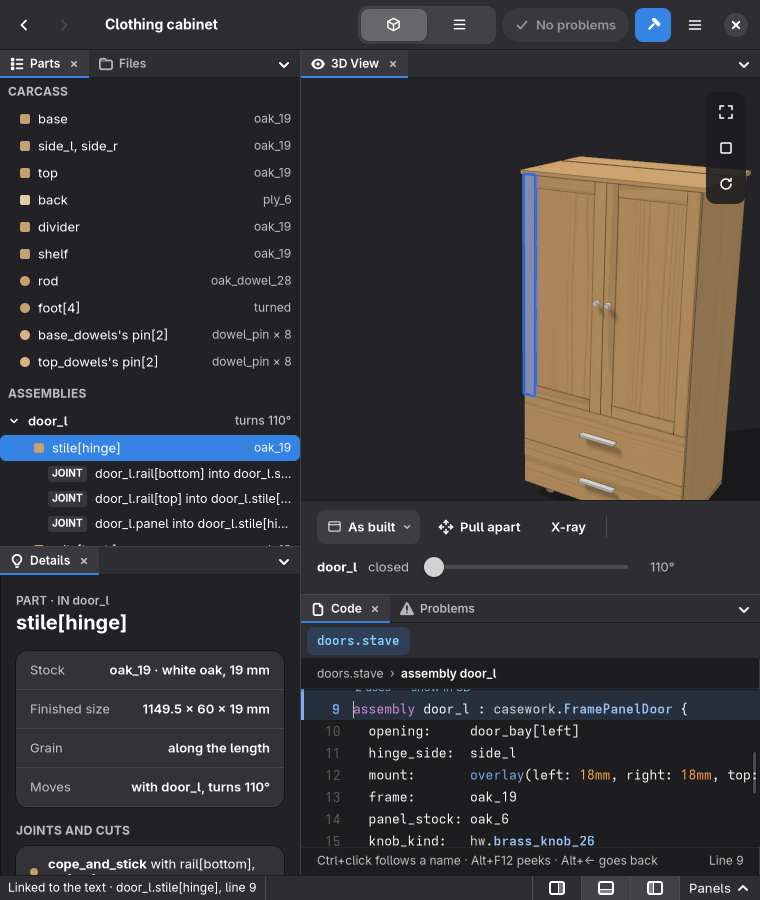 Clothing cabinet
No problems
Parts × Files
3D View ×
CARCASS
base oak_19
side_l, side_r oak_19
top oak_19
back ply_6
divider oak_19
shelf oak_19
rod oak_dowel_28
foot[4] turned
base_dowels's pin[2] dowel_pin × 8
top_dowels's pin[2] dowel_pin × 8
ASSEMBLIES
door_l turns 110°
stile[hinge] oak_19
JOINT door_l.rail[bottom] into door_l.s...
JOINT door_l.rail[top] into door_l.stile[...
JOINT door_l.panel into door_l.stile[hi...
Details ×
PART · IN door_l
stile[hinge]
Stock oak_19 · white oak, 19 mm
Finished size 1149.5 × 60 × 19 mm
Grain along the length
Moves with door_l, turns 110°
JOINTS AND CUTS
cope_and_stick with rail[bottom],
As built Pull apart X-ray
door_l closed 110°
Code × Problems
doors.stave
doors.stave › assembly door_l
9 assembly door_l : casework.FramePanelDoor {
10 opening: door_bay[left]
11 hinge_side: side_l
12 mount: overlay(left: 18mm, right: 18mm, top:
13 frame: oak_19
14 panel_stock: oak_6
15 knob_kind: hw.brass_knob_26
Ctrl+click follows a name · Alt+F12 peeks · Alt+← goes back Line 9
Linked to the text · door_l.stile[hinge], line 9
Panels